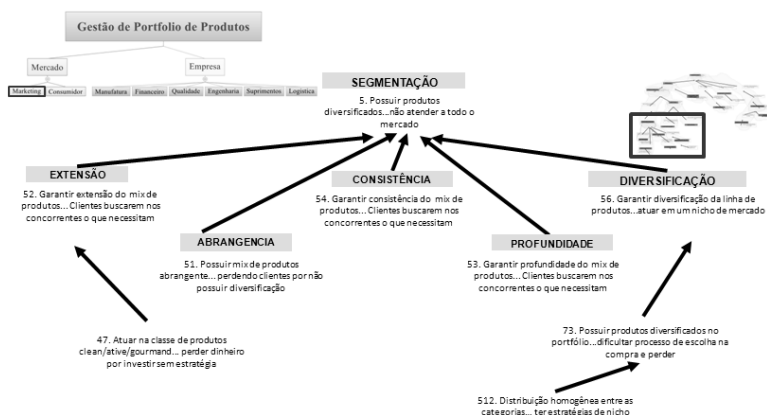 Gestão de Portfolio de Produtos
Mercado
Empresa
Marketing
Consumidor
Manufatura
Financeiro
Qualidade
Engenharia
Suprimentos
Logística
SEGMENTAÇÃO
5. Possuir produtos
diversificados...não atender a todo o
mercado
EXTENSÃO
52. Garantir extensão do mix de
produtos... Clientes buscarem nos
concorrentes o que necesitam
CONSISTÊNCIA
54. Garantir consistência do mix de
produtos... Clientes buscarem nos
concorrentes o que necesitam
DIVERSIFICAÇÃO
56. Garantir diversificação da linha de
produtos...atuar em um nicho de mercado
ABRANGENCIA
51. Possuir mix de produtos
abrangente... perdendo clientes por não
possuir diversificação
PROFUNDIDADE
53. Garantir profundidade do mix de
produtos... Clientes buscarem nos
concorrentes o que necesitam
47. Atuar na classe de produtos
clean/ative/gourmand... perder dinheiro
por investir sem estratégia
73. Possuir produtos diversificados no
portfólio...dificultar processo de escolha na
compra e perder
512. Distribuição homogênea entre as
categorias... ter estratégias de nicho